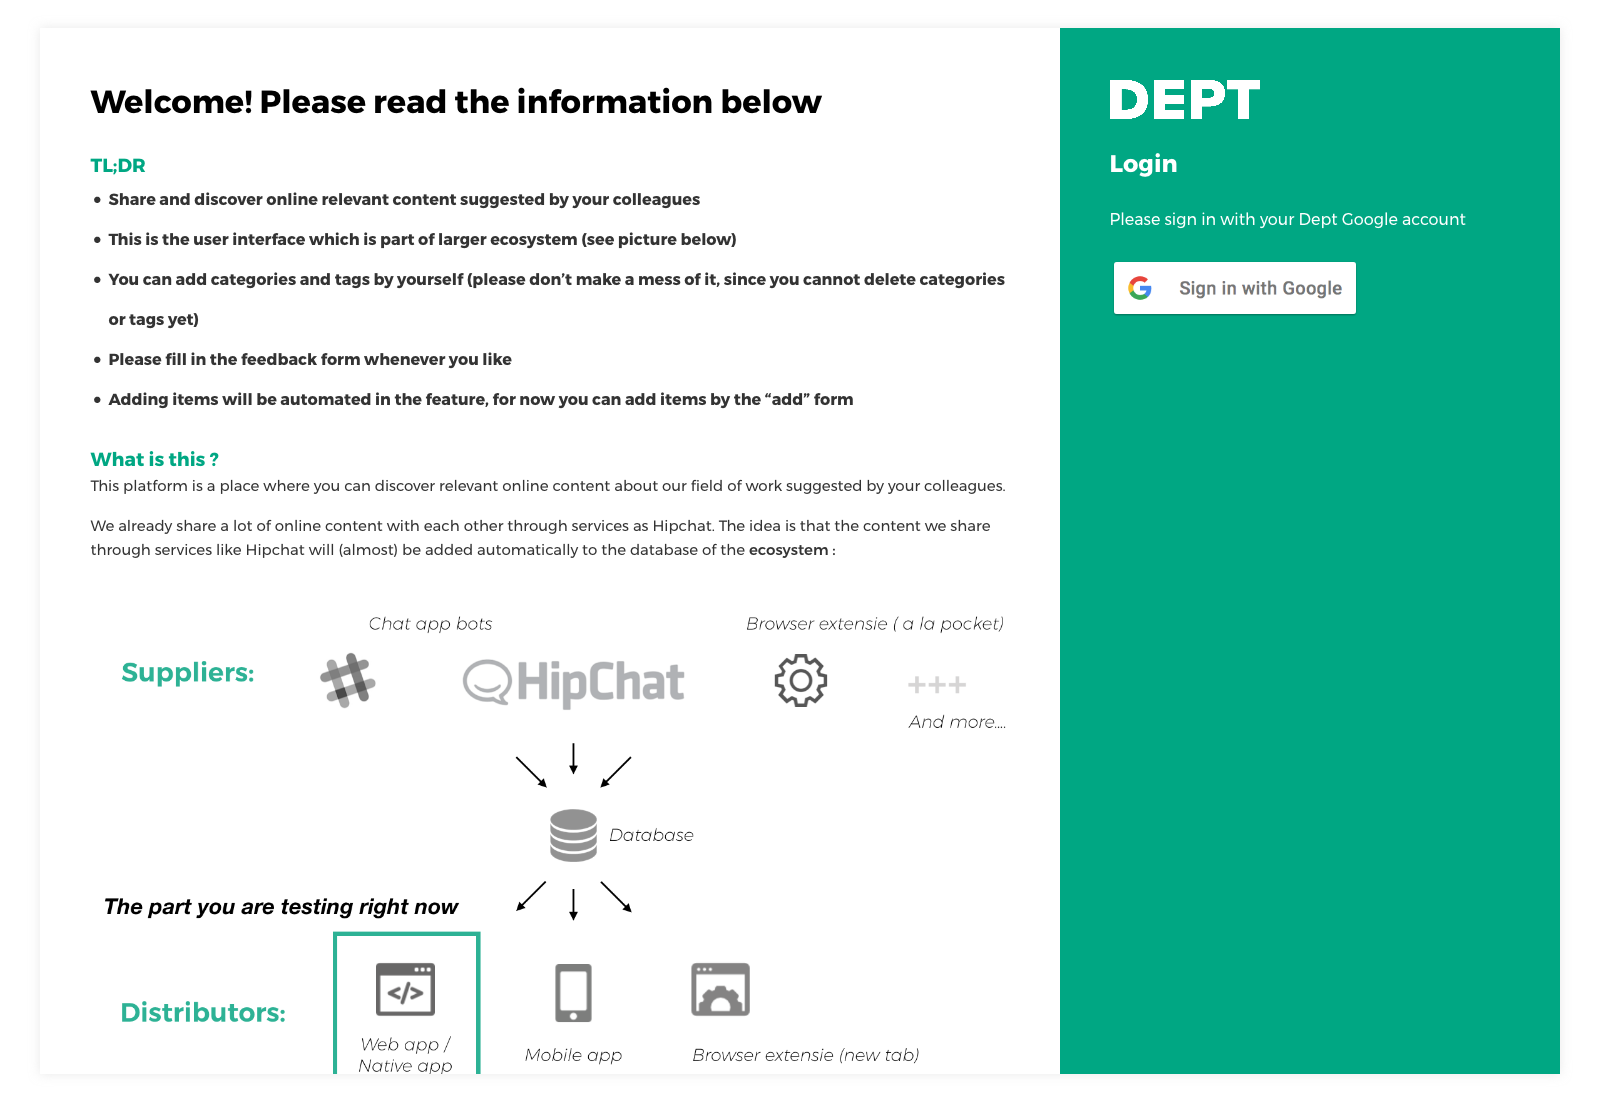 Welcome! Please read the information below
TL;DR
• Share and discover online relevant content suggested by your colleagues
• This is the user interface which is part of larger ecosystem (see picture below)
• You can add categories and tags by yourself (please don’t make a mess of it, since you cannot delete categories
or tags yet)
• Please fill in the feedback form whenever you like
• Adding items will be automated in the feature, for now you can add items by the “add” form
What is this ?
This platform is a place where you can discover relevant online content about our field of work suggested by your colleagues.
We already share a lot of online content with each other through services as Hipchat. The idea is that the content we share
through services like Hipchat will (almost) be added automatically to the database of the ecosystem :
Chat app bots
Browser extensie ( a la pocket)
Suppliers:
HipChat
+++
And more....
Database
The part you are testing right now
Distributors:
</>
Web app /
Native app
Mobile app
Browser extensie (new tab)
DEPT
Login
Please sign in with your Dept Google account
Sign in with Google